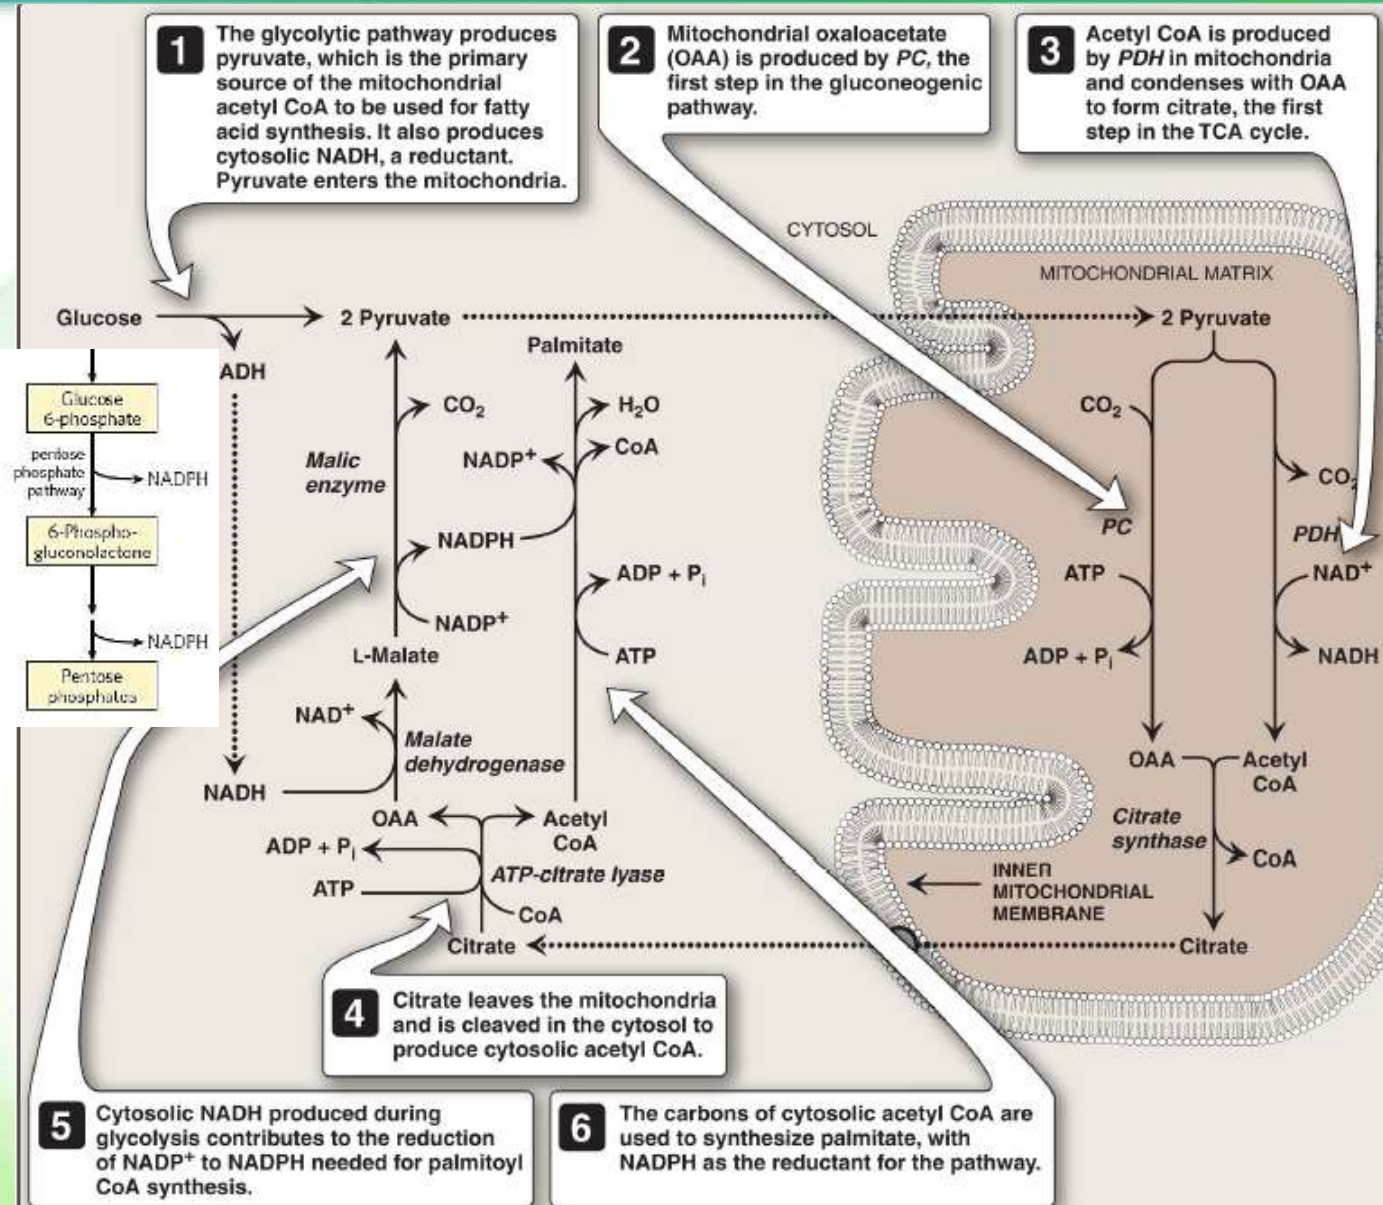 1
The glycolytic pathway produces
pyruvate, which is the primary
source of the mitochondrial
acetyl CoA to be used for fatty
acid synthesis. It also produces
cytosolic NADH, a reductant.
Pyruvate enters the mitochondria.
2
Mitochondrial oxaloacetate
(OAA) is produced by PC, the
first step in the gluconeogenic
pathway.
3
Acetyl CoA is produced
by PDH in mitochondria
and condenses with OAA
to form citrate, the first
step in the TCA cycle.
CYTOSOL
MITOCHONDRIAL MATRIX
Glucose
2 Pyruvate
2 Pyruvate
Palmitate
ADH
Glucose
6-phosphate
pentose
phosphate
pathway
NADPH
6-Phospho-
gluconolactone
NADPH
Pentose
phosphates
CO₂
H₂O
CoA
NADP⁺
Malic
enzyme
NADPH
ADP + Pᵢ
NADP⁺
L-Malate
ATP
NAD⁺
Malate
dehydrogenase
NADH
OAA
Acetyl
CoA
ADP + Pᵢ
ATP-citrate lyase
ATP
CoA
Citrate
CO₂
CO₂
PC
PDH
ATP
NAD⁺
ADP + Pᵢ
NADH
OAA
Acetyl
CoA
Citrate
synthase
CoA
INNER
MITOCHONDRIAL
MEMBRANE
Citrate
4
Citrate leaves the mitochondria
and is cleaved in the cytosol to
produce cytosolic acetyl CoA.
5
Cytosolic NADH produced during
glycolysis contributes to the reduction
of NADP⁺ to NADPH needed for palmitoyl
CoA synthesis.
6
The carbons of cytosolic acetyl CoA are
used to synthesize palmitate, with
NADPH as the reductant for the pathway.